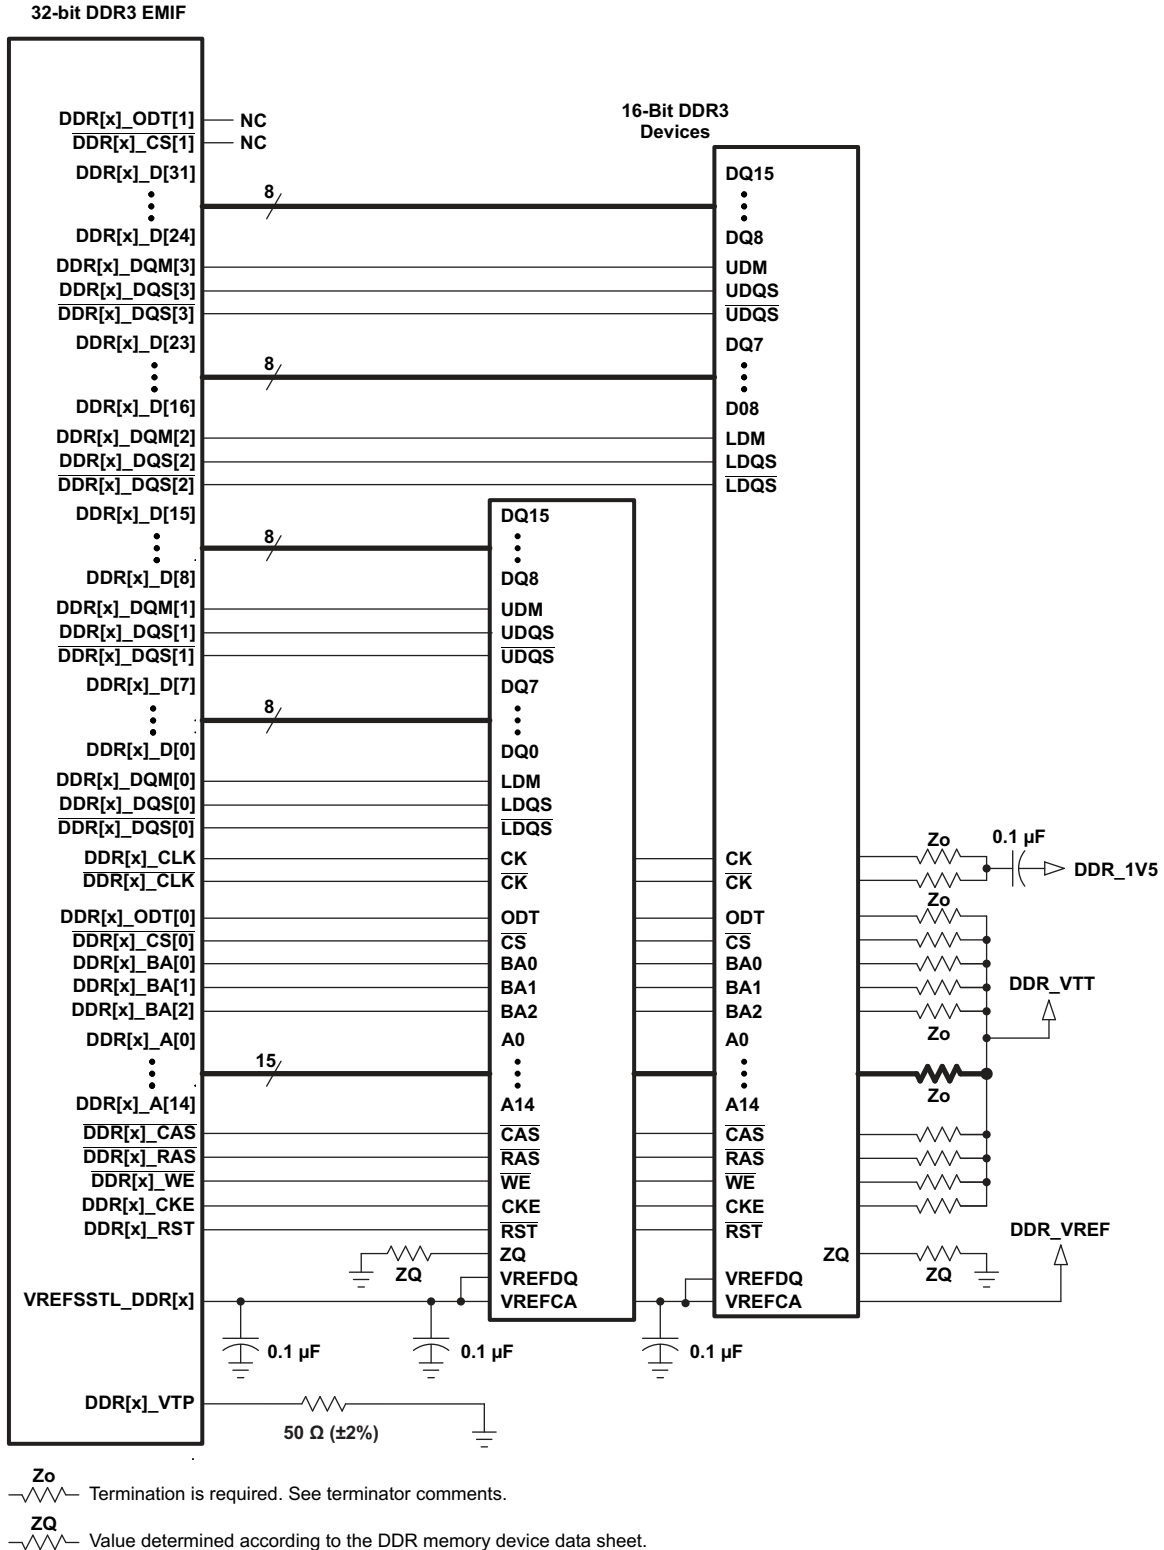 32-bit DDR3 EMIF
16-Bit DDR3
Devices
DDR[x]_ODT[1]
NC
DDR[x]_CS[1]
NC
DDR[x]_D[31]
8
DQ15
DDR[x]_D[24]
DQ8
DDR[x]_DQM[3]
UDM
DDR[x]_DQS[3]
UDQS
DDR[x]_DQS[3]
UDQS
DDR[x]_D[23]
8
DQ7
DDR[x]_D[16]
D08
DDR[x]_DQM[2]
LDM
DDR[x]_DQS[2]
LDQS
DDR[x]_DQS[2]
LDQS
DDR[x]_D[15]
8
DQ15
DDR[x]_D[8]
DQ8
DDR[x]_DQM[1]
UDM
DDR[x]_DQS[1]
UDQS
DDR[x]_DQS[1]
UDQS
DDR[x]_D[7]
8
DQ7
DDR[x]_D[0]
DQ0
DDR[x]_DQM[0]
LDM
DDR[x]_DQS[0]
LDQS
DDR[x]_DQS[0]
LDQS
Zo
0.1 µF
DDR[x]_CLK
CK
CK
DDR_1V5
DDR[x]_CLK
CK
CK
Zo
DDR[x]_ODT[0]
ODT
ODT
DDR[x]_CS[0]
CS
CS
DDR[x]_BA[0]
BA0
BA0
DDR[x]_BA[1]
BA1
BA1
DDR_VTT
DDR[x]_BA[2]
BA2
BA2
Zo
DDR[x]_A[0]
A0
A0
15
Zo
DDR[x]_A[14]
A14
A14
DDR[x]_CAS
CAS
CAS
DDR[x]_RAS
RAS
RAS
DDR[x]_WE
WE
WE
DDR[x]_CKE
CKE
CKE
DDR[x]_RST
RST
RST
DDR_VREF
ZQ
ZQ
ZQ
ZQ
VREFDQ
VREFDQ
VREFSSTL_DDR[x]
VREFCA
VREFCA
0.1 µF
0.1 µF
0.1 µF
DDR[x]_VTP
50 Ω (±2%)
Zo
Termination is required. See terminator comments.
ZQ
Value determined according to the DDR memory device data sheet.